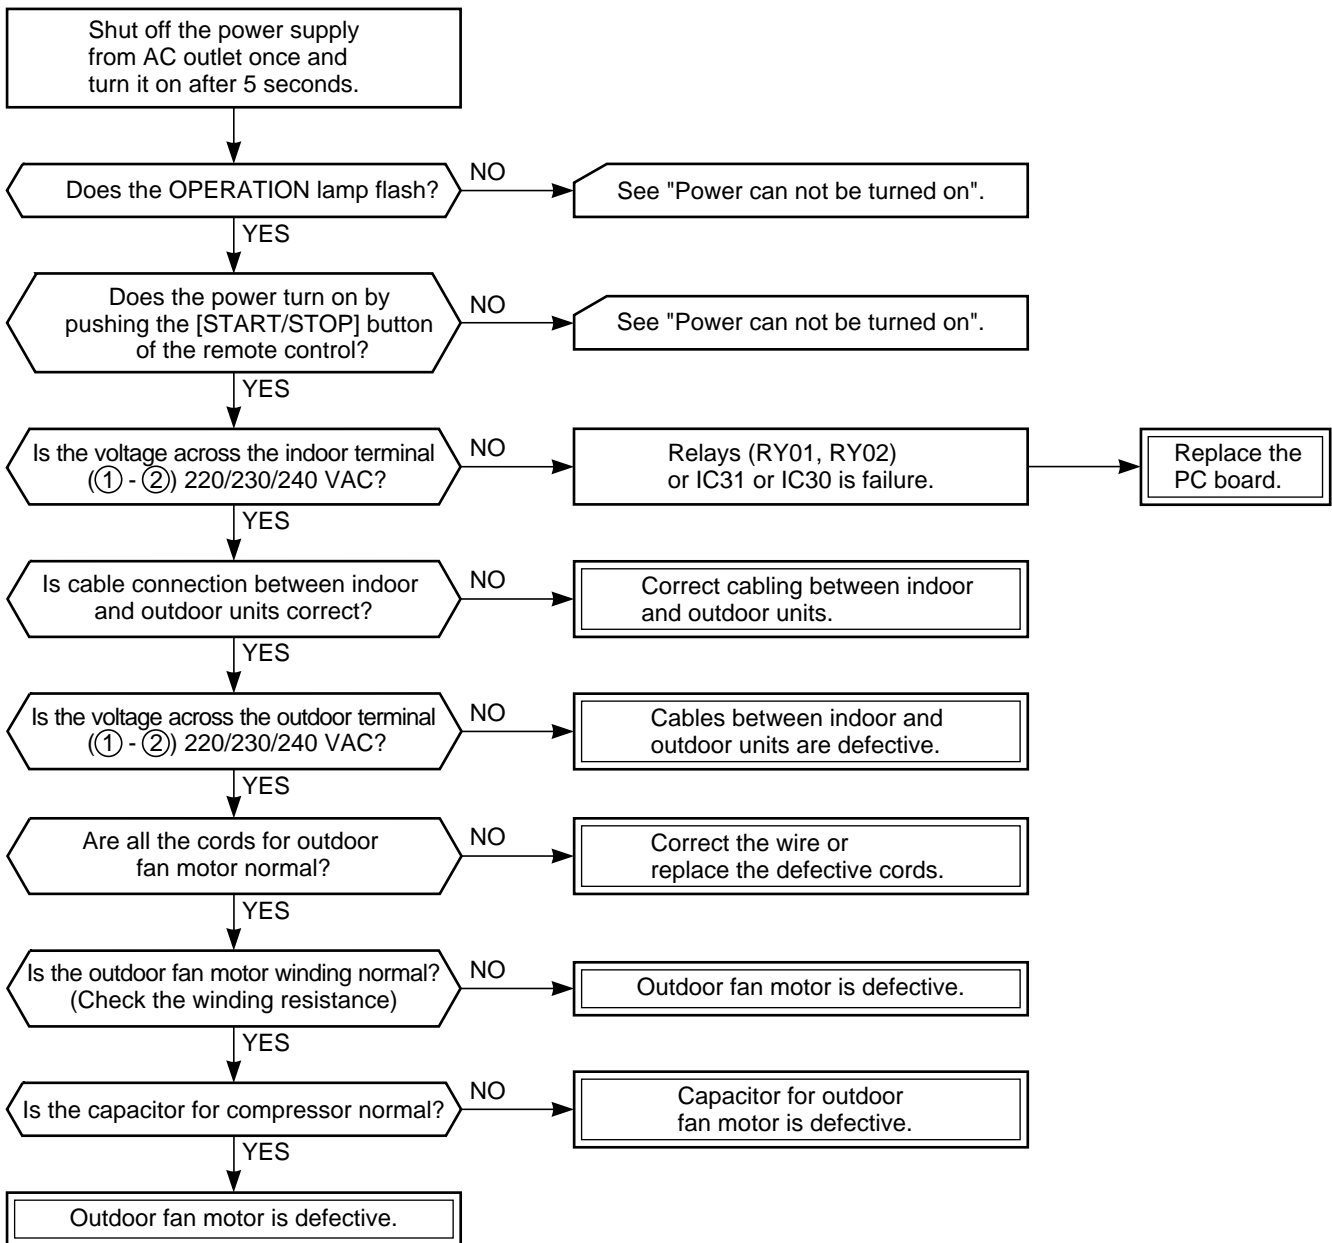 Shut off the power supply
from AC outlet once and
turn it on after 5 seconds.
Does the OPERATION lamp flash?
NO
See "Power can not be turned on".
YES
Does the power turn on by
pushing the [START/STOP] button
of the remote control?
NO
See "Power can not be turned on".
YES
Is the voltage across the indoor terminal
(① - ②) 220/230/240 VAC?
NO
Relays (RY01, RY02)
or IC31 or IC30 is failure.
Replace the
PC board.
YES
Is cable connection between indoor
and outdoor units correct?
NO
Correct cabling between indoor
and outdoor units.
YES
Is the voltage across the outdoor terminal
(① - ②) 220/230/240 VAC?
NO
Cables between indoor and
outdoor units are defective.
YES
Are all the cords for outdoor
fan motor normal?
NO
Correct the wire or
replace the defective cords.
YES
Is the outdoor fan motor winding normal?
(Check the winding resistance)
NO
Outdoor fan motor is defective.
YES
Is the capacitor for compressor normal?
NO
Capacitor for outdoor
fan motor is defective.
YES
Outdoor fan motor is defective.